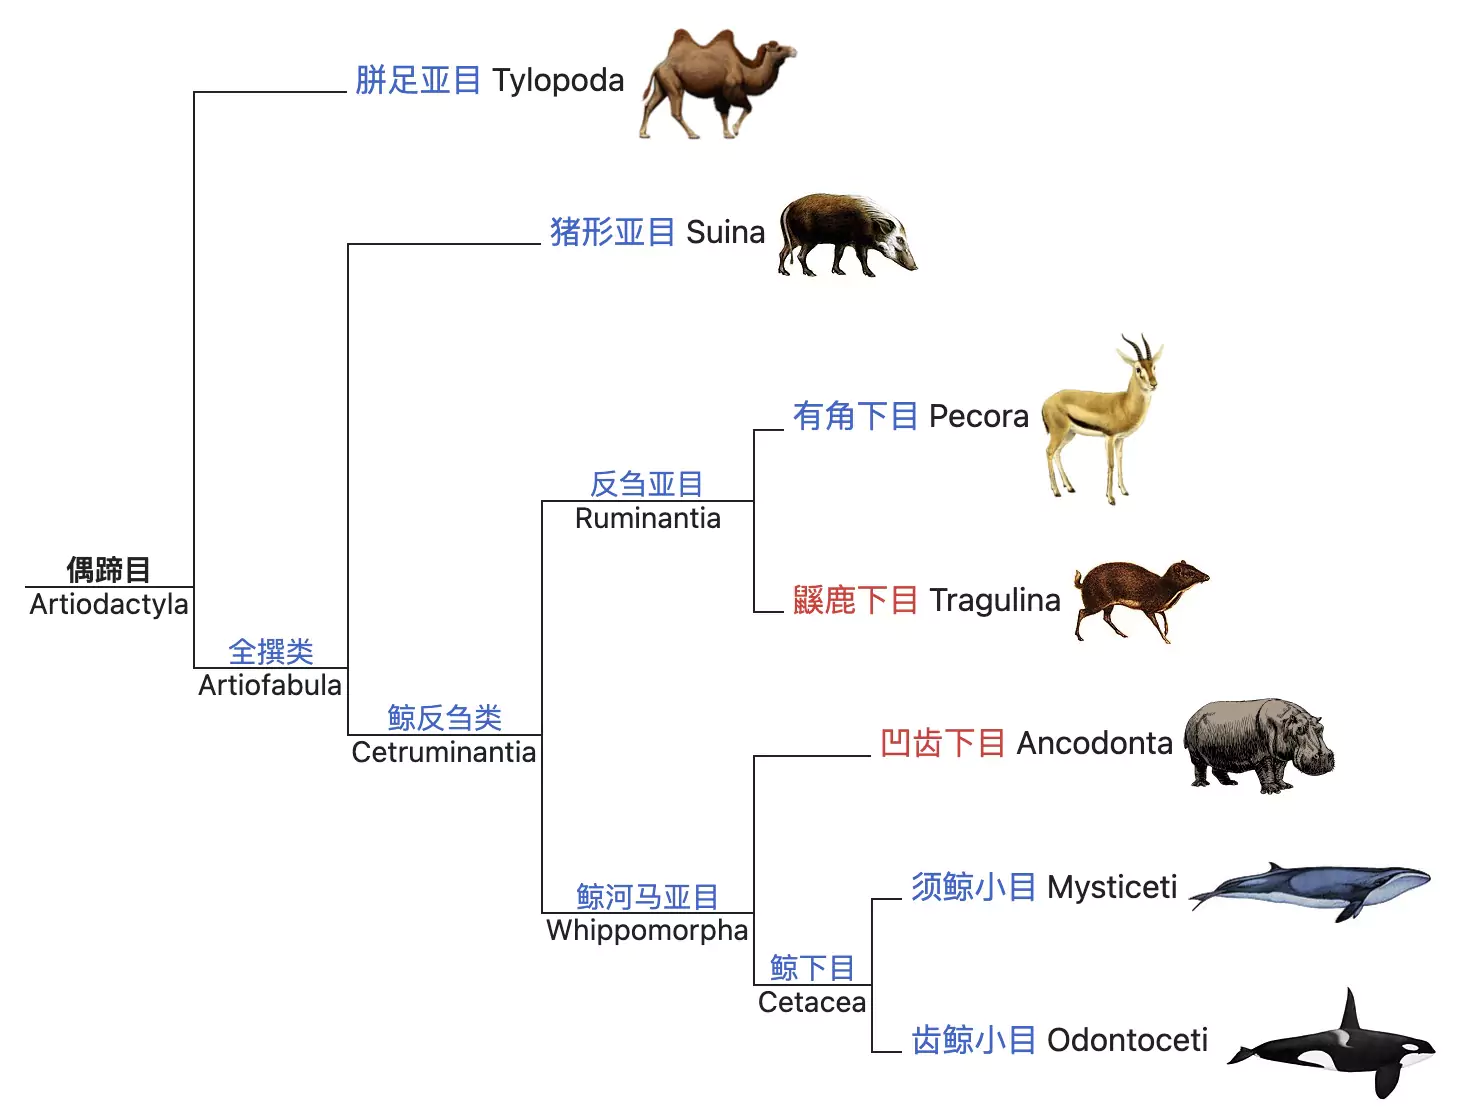 胼足亚目 Tylopoda
猪形亚目 Suina
有角下目 Pecora
反刍亚目
Ruminantia
偶蹄目
Artiodactyla
鼷鹿下目 Tragulina
全撰类
Artiofabula
鲸反刍类
Cetruminantia
凹齿下目 Ancodonta
须鲸小目 Mysticeti
鲸河马亚目
Whippomorpha
鲸下目
Cetacea
齿鲸小目 Odontoceti